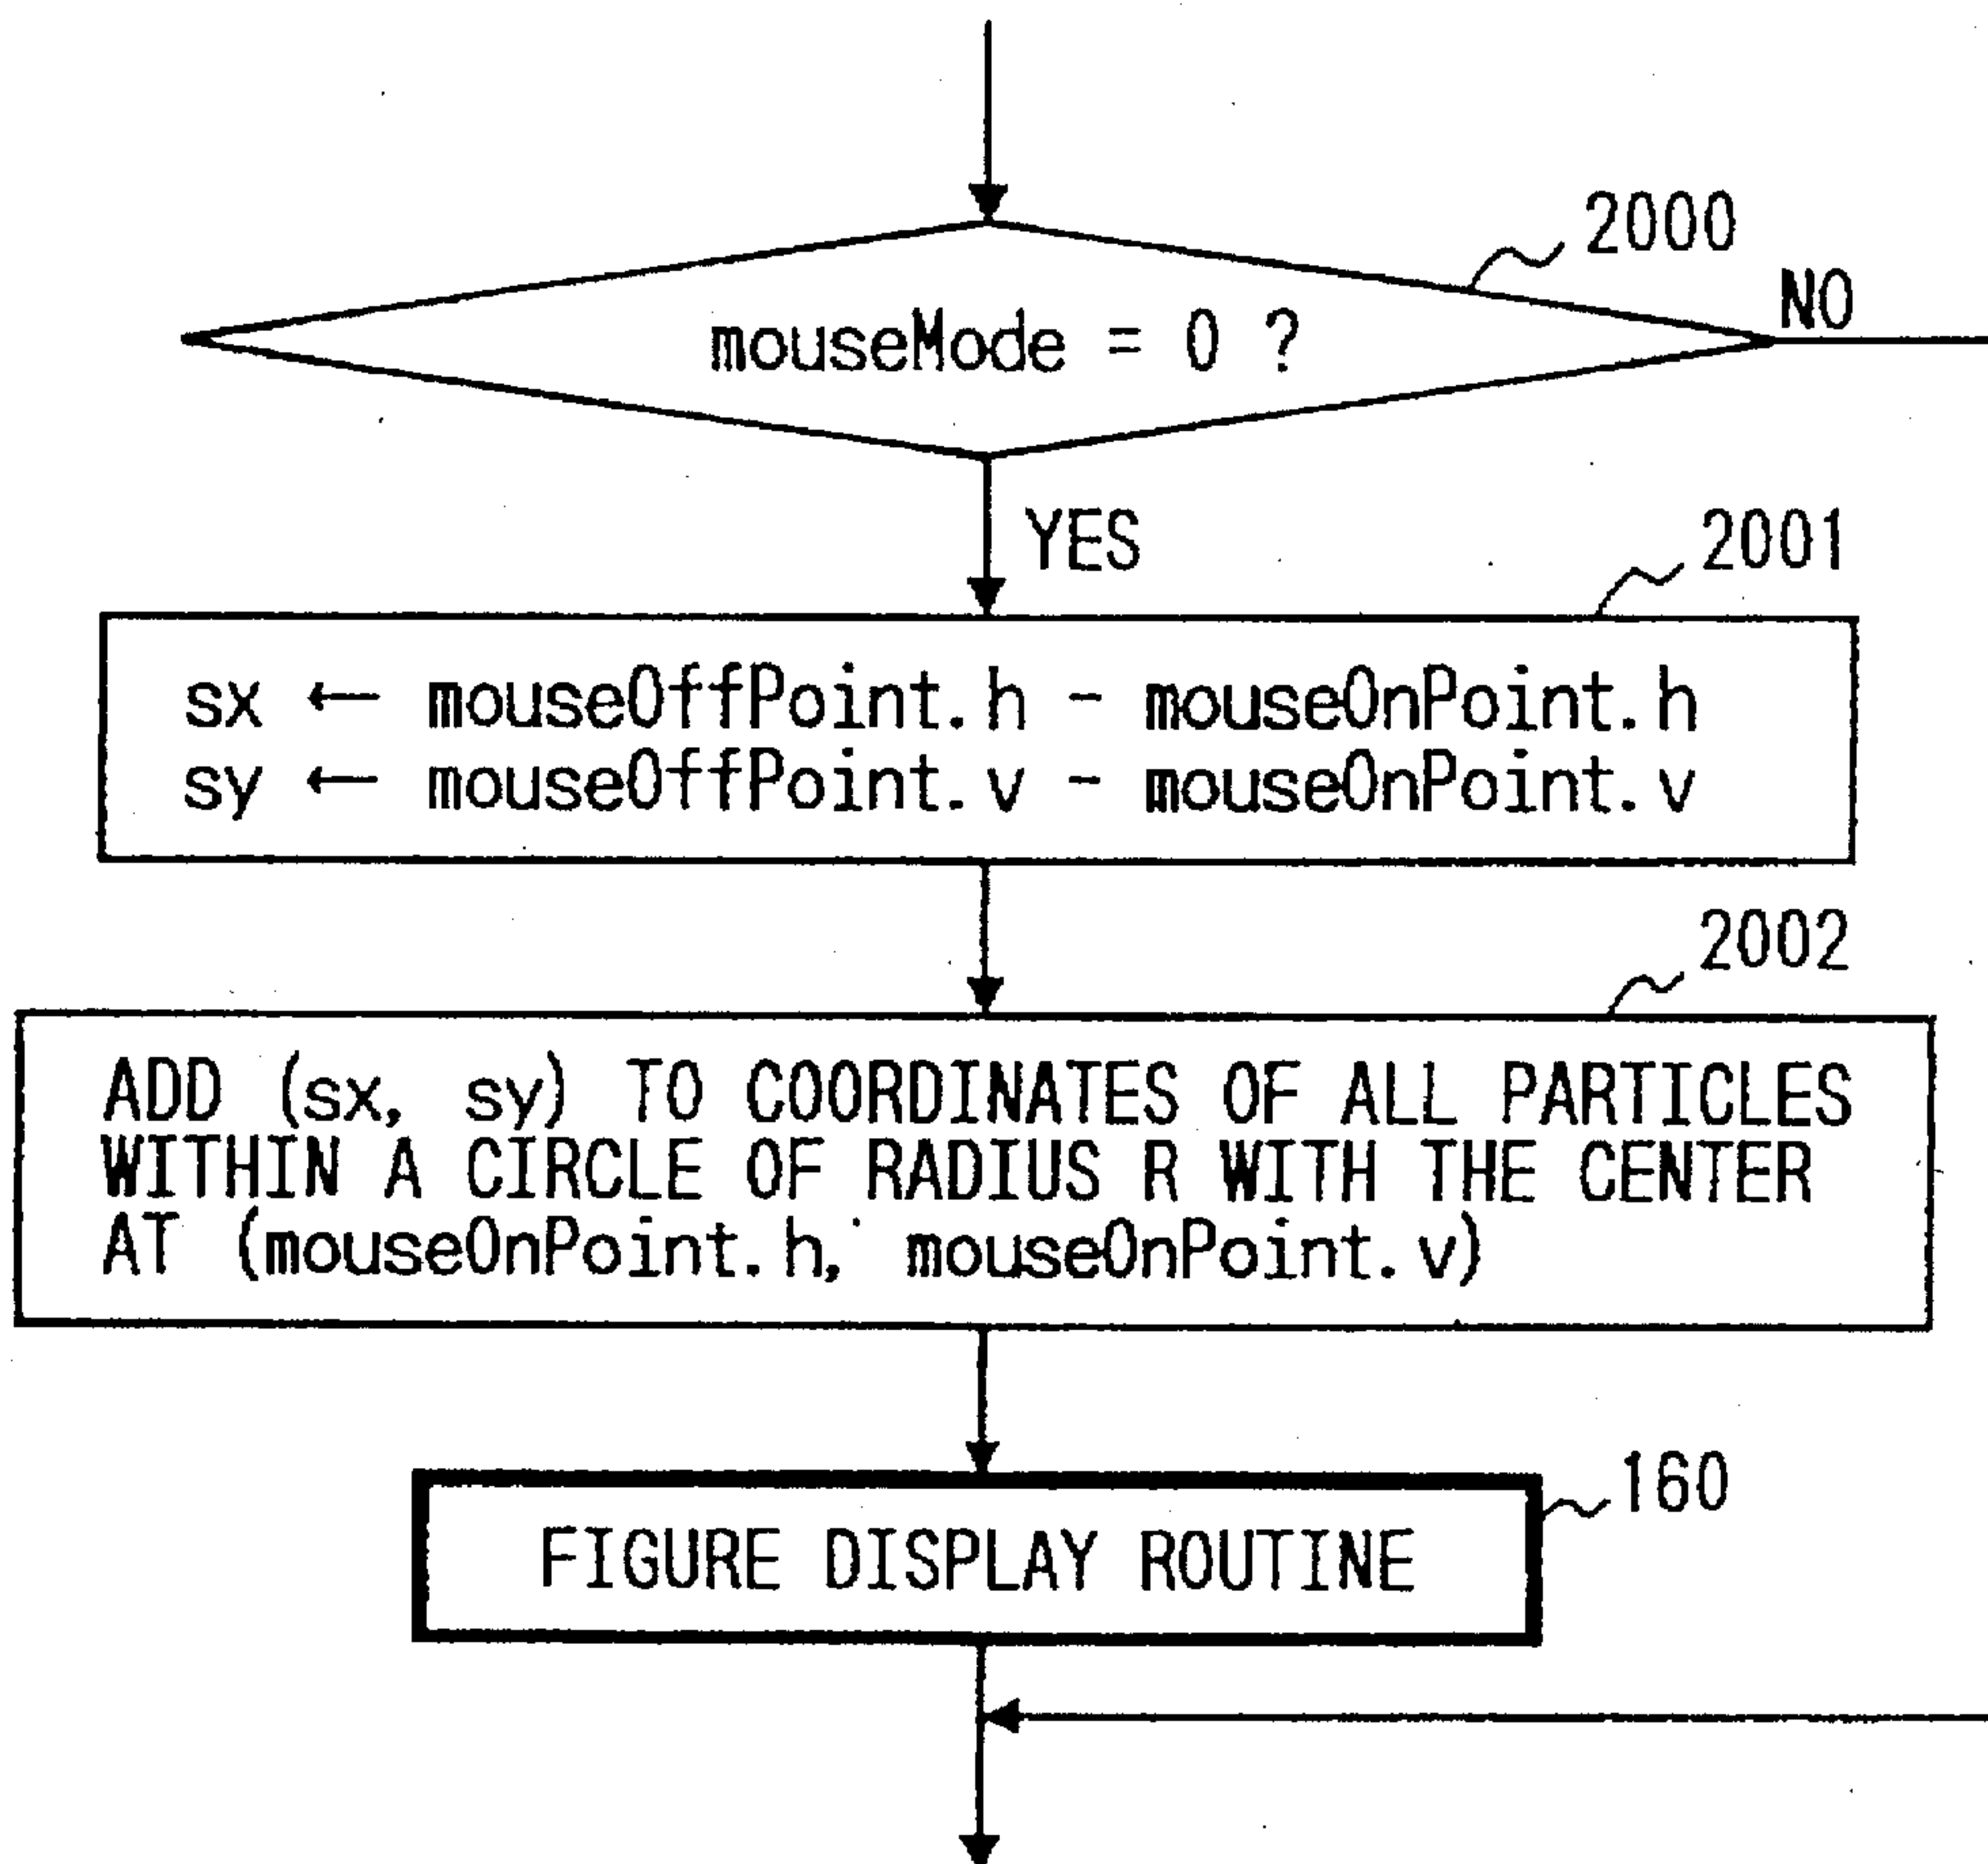 2000
NO
mouseMode = 0 ?
YES
2001
sx ← mouseOffPoint.h - mouseOnPoint.h
sy ← mouseOffPoint.v - mouseOnPoint.v
2002
ADD (sx, sy) TO COORDINATES OF ALL PARTICLES
WITHIN A CIRCLE OF RADIUS R WITH THE CENTER
AT (mouseOnPoint.h, mouseOnPoint.v)
160
FIGURE DISPLAY ROUTINE